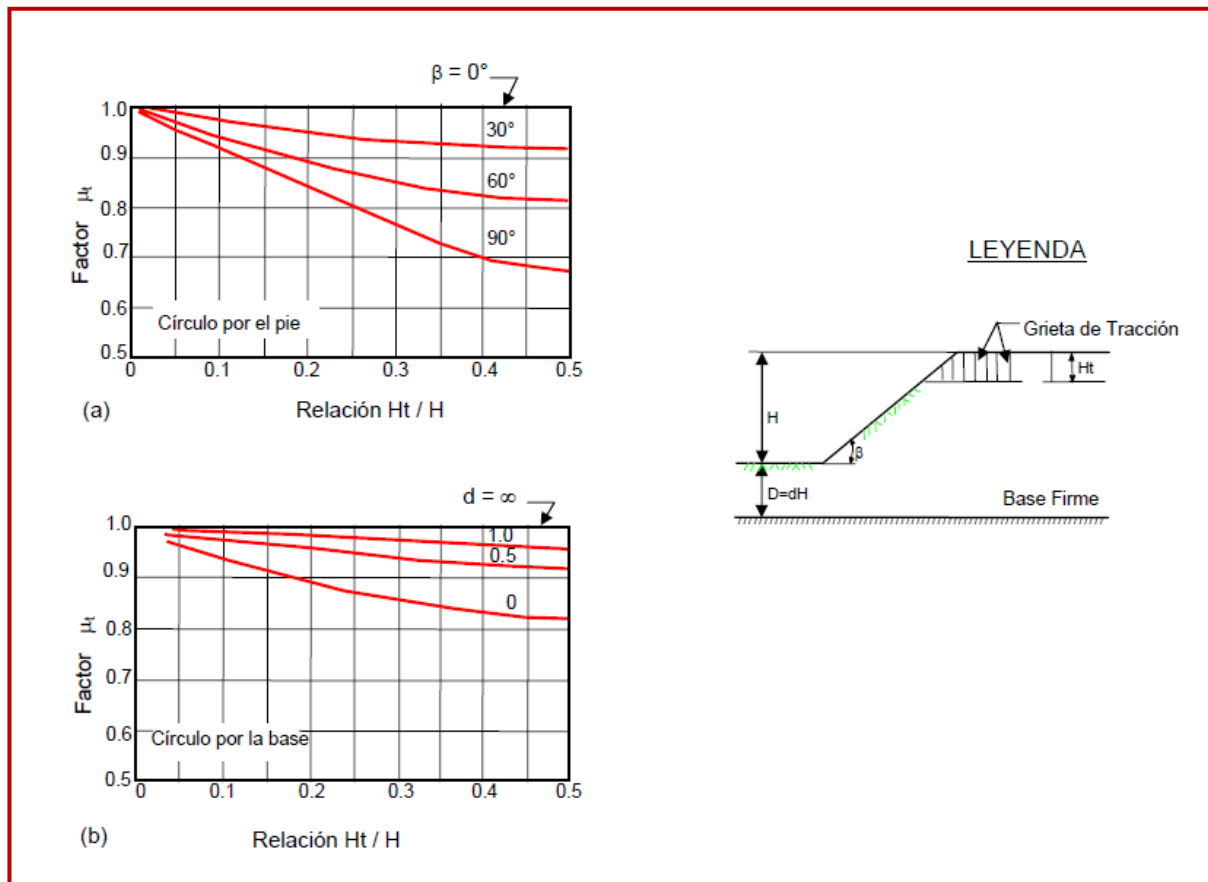 β = 0°
1.0
0.9
0.8
0.7
0.6
0.5
Factor μt
30°
60°
90°
Círculo por el pie
0 0.1 0.2 0.3 0.4 0.5
(a) Relación Ht / H
d = ∞
1.0
0.9
0.8
0.7
0.6
0.5
Factor μt
1.0
0.5
0
Círculo por la base
0 0.1 0.2 0.3 0.4 0.5
(b) Relación Ht / H
LEYENDA
Grieta de Tracción
Ht
H
β
D=dH
Base Firme